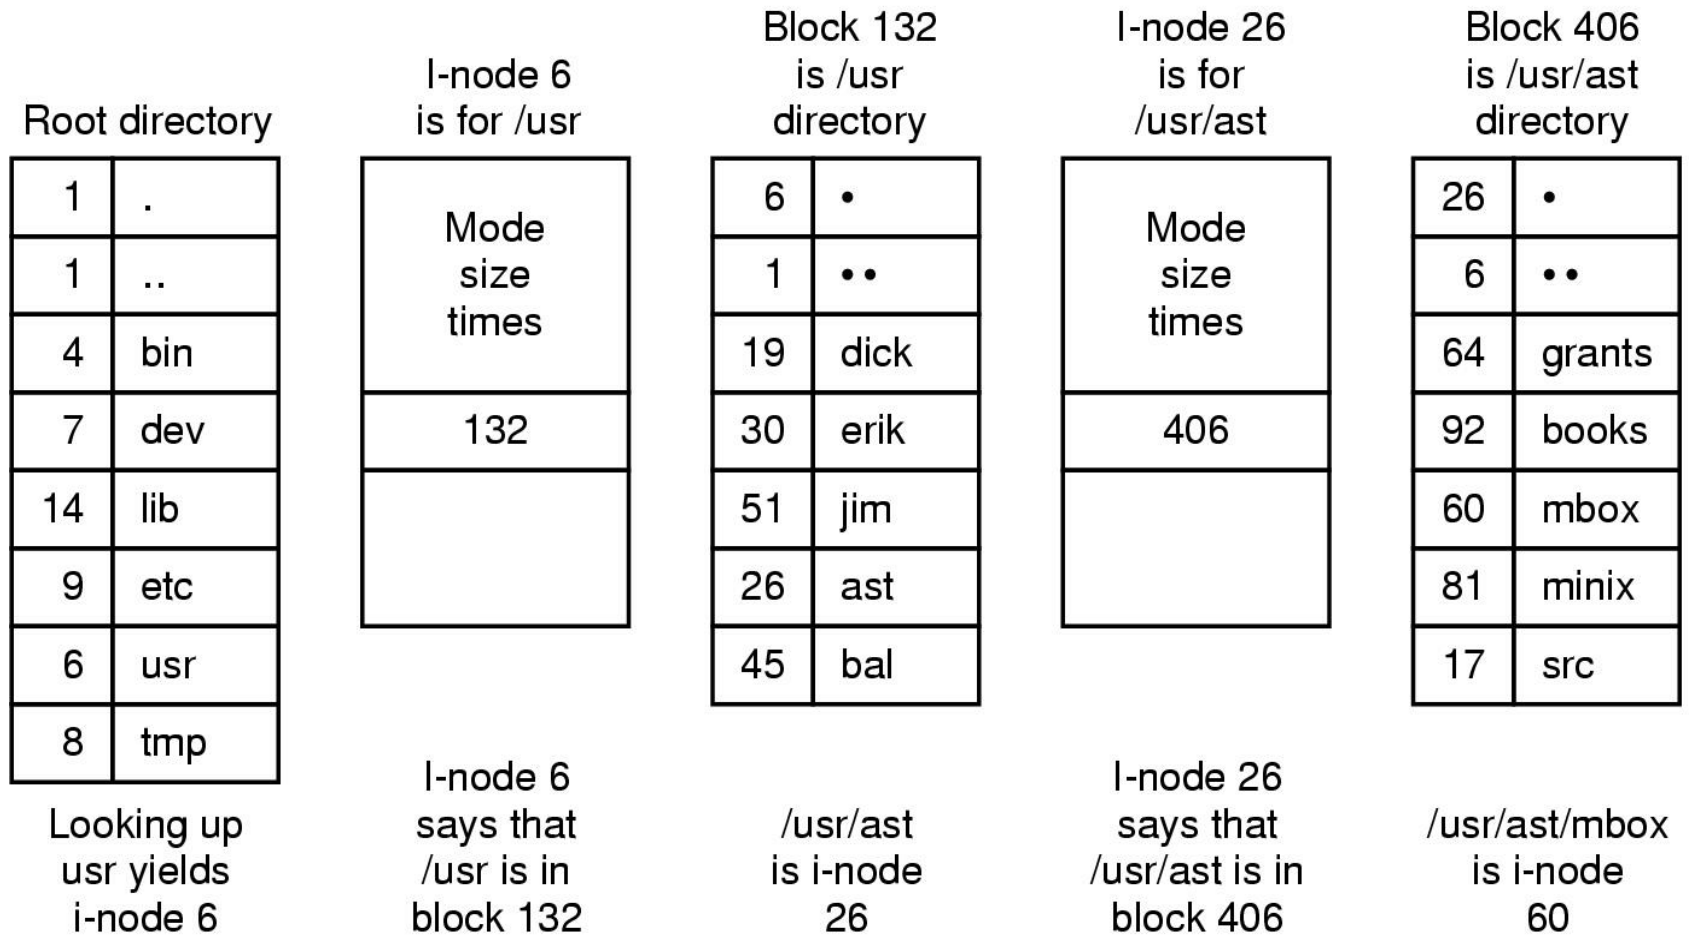 Root directory
1 .
1 ..
4 bin
7 dev
14 lib
9 etc
6 usr
8 tmp
Looking up
usr yields
i-node 6
I-node 6
is for /usr
Mode
size
times
132
I-node 6
says that
/usr is in
block 132
Block 132
is /usr
directory
6 •
1 ••
19 dick
30 erik
51 jim
26 ast
45 bal
/usr/ast
is i-node
26
I-node 26
is for
/usr/ast
Mode
size
times
406
I-node 26
says that
/usr/ast is in
block 406
Block 406
is /usr/ast
directory
26 •
6 ••
64 grants
92 books
60 mbox
81 minix
17 src
/usr/ast/mbox
is i-node
60